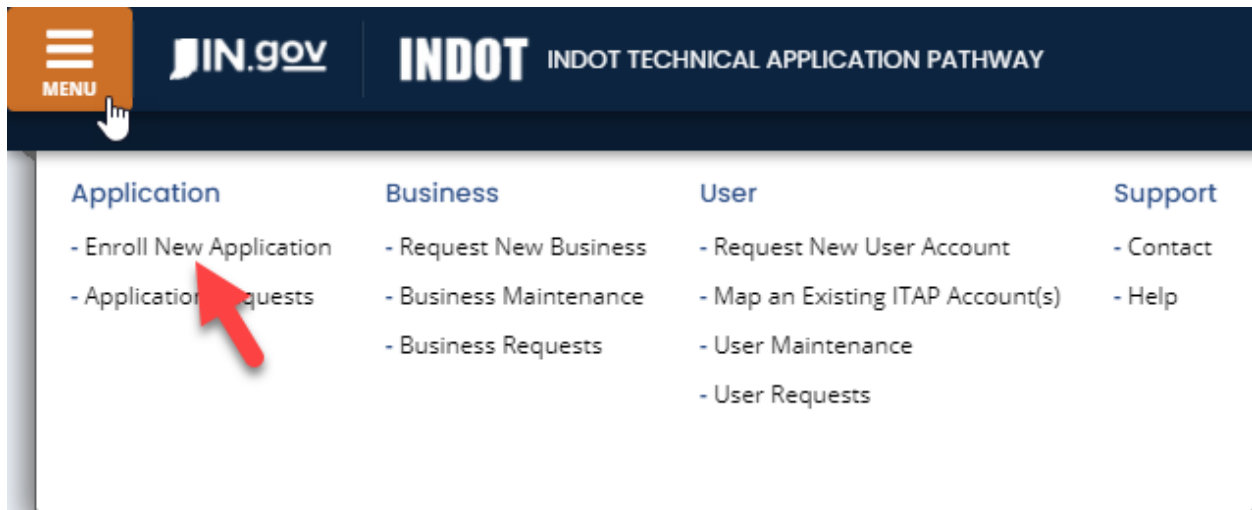 MENU
IN.gov
INDOT
INDOT TECHNICAL APPLICATION PATHWAY
Application
- Enroll New Application
- Application quests
Business
- Request New Business
- Business Maintenance
- Business Requests
User
- Request New User Account
- Map an Existing ITAP Account(s)
- User Maintenance
- User Requests
Support
- Contact
- Help